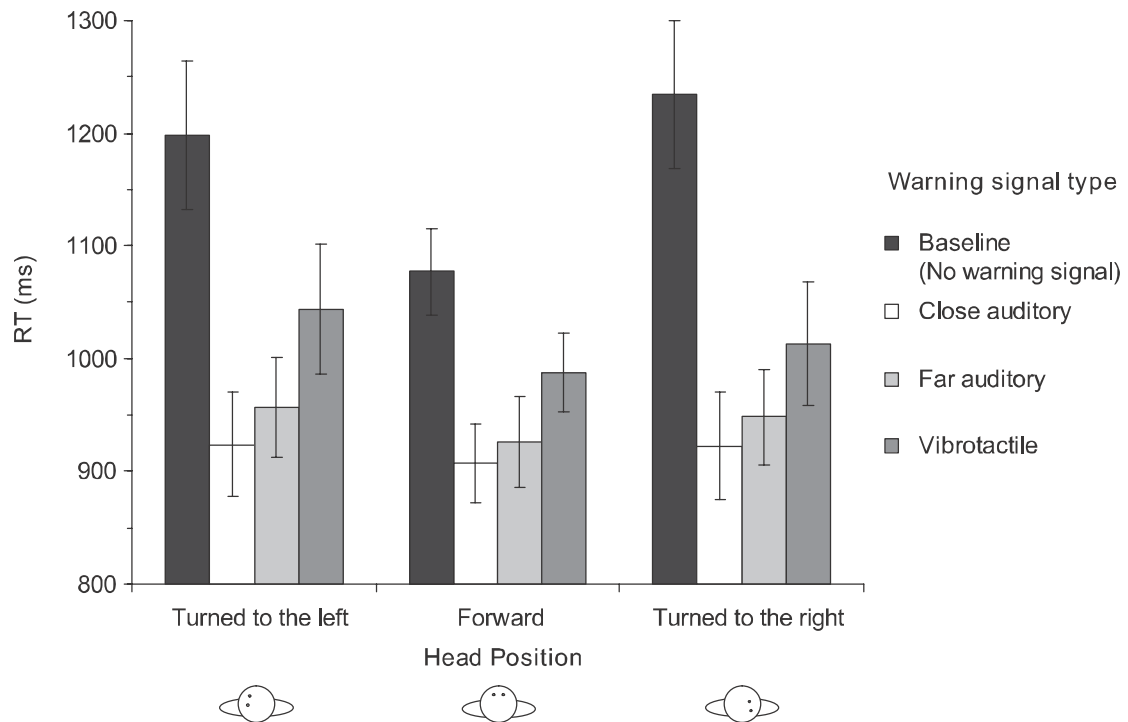 1300
1200
1100
1000
900
800
RT (ms)
Turned to the left
Forward
Turned to the right
Head Position
Warning signal type
Baseline
(No warning signal)
Close auditory
Far auditory
Vibrotactile